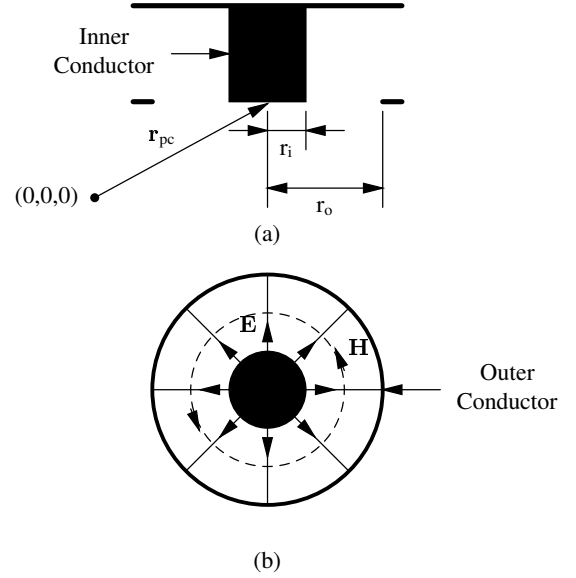 Inner
Conductor
r_pc
r_i
(0,0,0)
r_o
(a)
E
H
Outer
Conductor
(b)